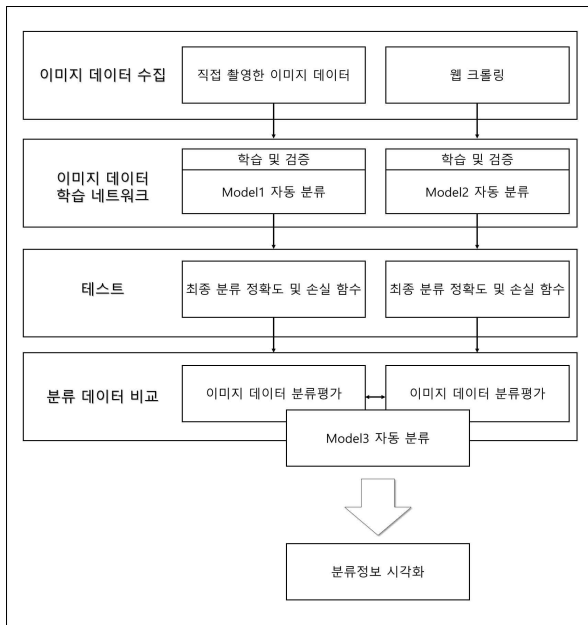 이미지 데이터 수집
직접 촬영한 이미지 데이터
웹 크롤링
이미지 데이터
학습 네트워크
학습 및 검증
Model1 자동 분류
학습 및 검증
Model2 자동 분류
테스트
최종 분류 정확도 및 손실 함수
최종 분류 정확도 및 손실 함수
분류 데이터 비교
이미지 데이터 분류평가
이미지 데이터 분류평가
Model3 자동 분류
분류정보 시각화